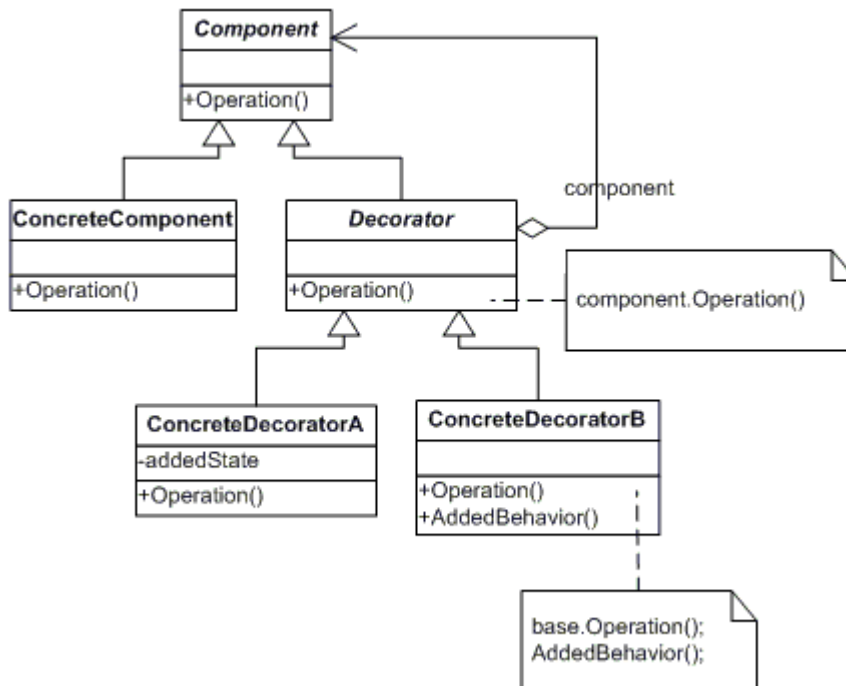 Component
+Operation()
component
ConcreteComponent
+Operation()
Decorator
+Operation()
component.Operation()
ConcreteDecoratorA
-addedState
+Operation()
ConcreteDecoratorB
+Operation()
+AddedBehavior()
base.Operation();
AddedBehavior();